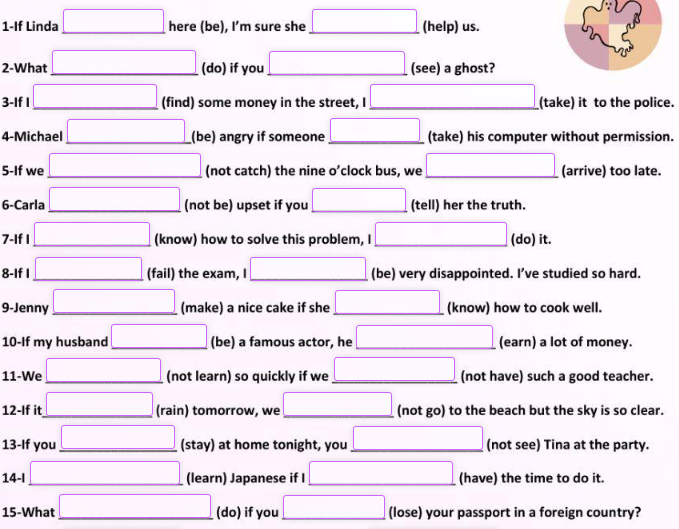 1-If Linda here (be), I'm sure she (help) us.
2-What (do) if you (see) a ghost?
3-If I (find) some money in the street, I (take) it to the police.
4-Michael (be) angry if someone (take) his computer without permission.
5-If we (not catch) the nine o'clock bus, we (arrive) too late.
6-Carla (not be) upset if you (tell) her the truth.
7-If I (know) how to solve this problem, I (do) it.
8-If I (fail) the exam, I (be) very disappointed. I've studied so hard.
9-Jenny (make) a nice cake if she (know) how to cook well.
10-If my husband (be) a famous actor, he (earn) a lot of money.
11-We (not learn) so quickly if we (not have) such a good teacher.
12-If it (rain) tomorrow, we (not go) to the beach but the sky is so clear.
13-If you (stay) at home tonight, you (not see) Tina at the party.
14-I (learn) Japanese if I (have) the time to do it.
15-What (do) if you (lose) your passport in a foreign country?